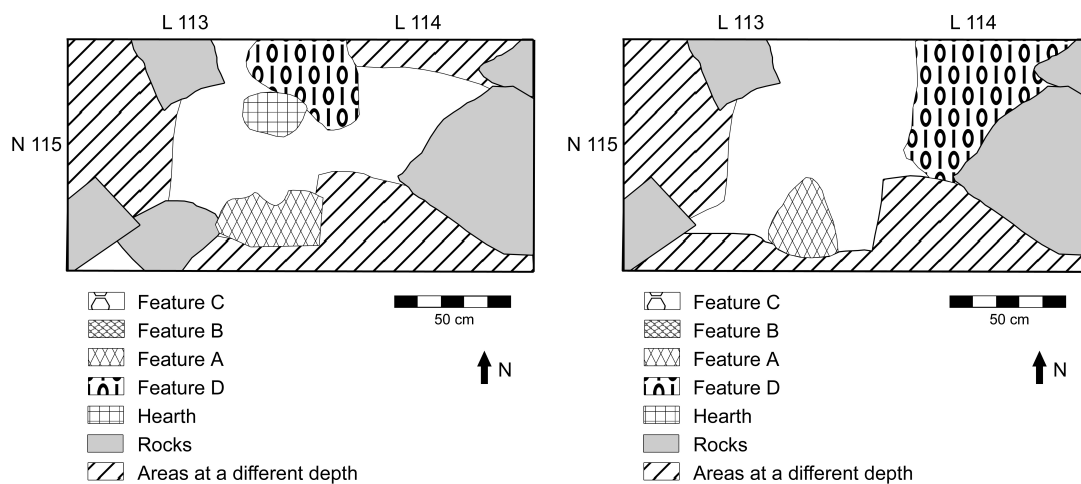 L 113 L 114
N 115
Feature C
Feature B
50 cm
Feature A
N
Feature D
Hearth
Rocks
Areas at a different depth
L 113 L 114
N 115
Feature C
Feature B
50 cm
Feature A
N
Feature D
Hearth
Rocks
Areas at a different depth